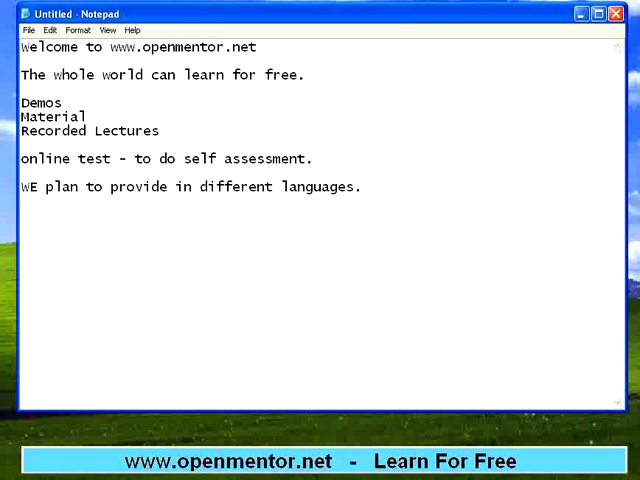 Untitled - Notepad
File Edit Format View Help
Welcome to www.openmentor.net
The whole world can learn for free.
Demos
Material
Recorded Lectures
online test - to do self assessment.
WE plan to provide in different languages.
www.openmentor.net - Learn For Free